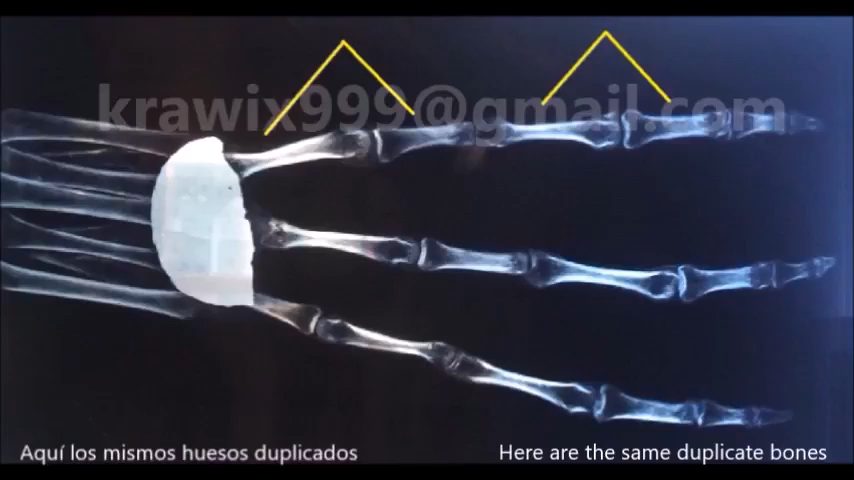 krawix999@gmail.com
Aquí los mismos huesos duplicados
Here are the same duplicate bones